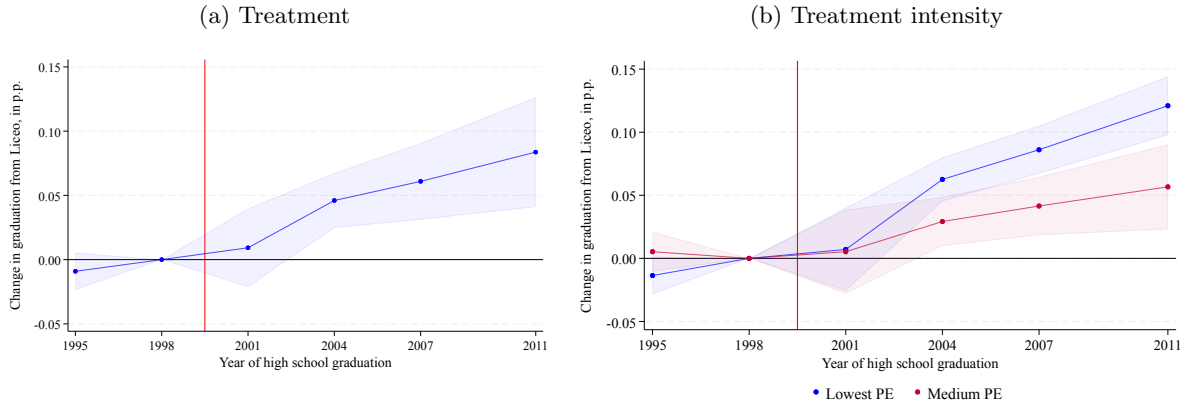 (a) Treatment
Change in graduation from Liceo, in p.p.
0.15
0.10
0.05
0.00
-0.05
1995 1998 2001 2004 2007 2011
Year of high school graduation
(b) Treatment intensity
Change in graduation from Liceo, in p.p.
0.15
0.10
0.05
0.00
-0.05
1995 1998 2001 2004 2007 2011
Year of high school graduation
Lowest PE Medium PE